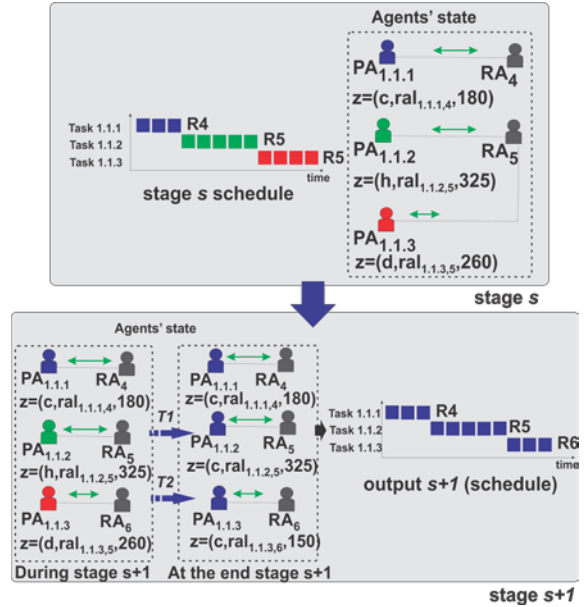 Agents' state
PA1.1.1 RA4
z=(c,ral1.1.1,4,180)
Task 1.1.1 R4
Task 1.1.2 R5
Task 1.1.3 R5
time
stage s schedule
PA1.1.2 RA5
z=(h,ral1.1.2,5,325)
PA1.1.3
z=(d,ral1.1.3,5,260)
stage s
Agents' state
PA1.1.1 RA4
z=(c,ral1.1.1,4,180)
PA1.1.2 RA5
z=(h,ral1.1.2,5,325)
PA1.1.3 RA6
z=(d,ral1.1.3,5,260)
During stage s+1
T1
T2
PA1.1.1 RA4
z=(c,ral1.1.1,4,180)
PA1.1.2 RA5
z=(c,ral1.1.2,5,325)
PA1.1.3 RA6
z=(c,ral1.1.3,6,150)
At the end stage s+1
Task 1.1.1 R4
Task 1.1.2 R5
Task 1.1.3 R6
time
output s+1 (schedule)
stage s+1